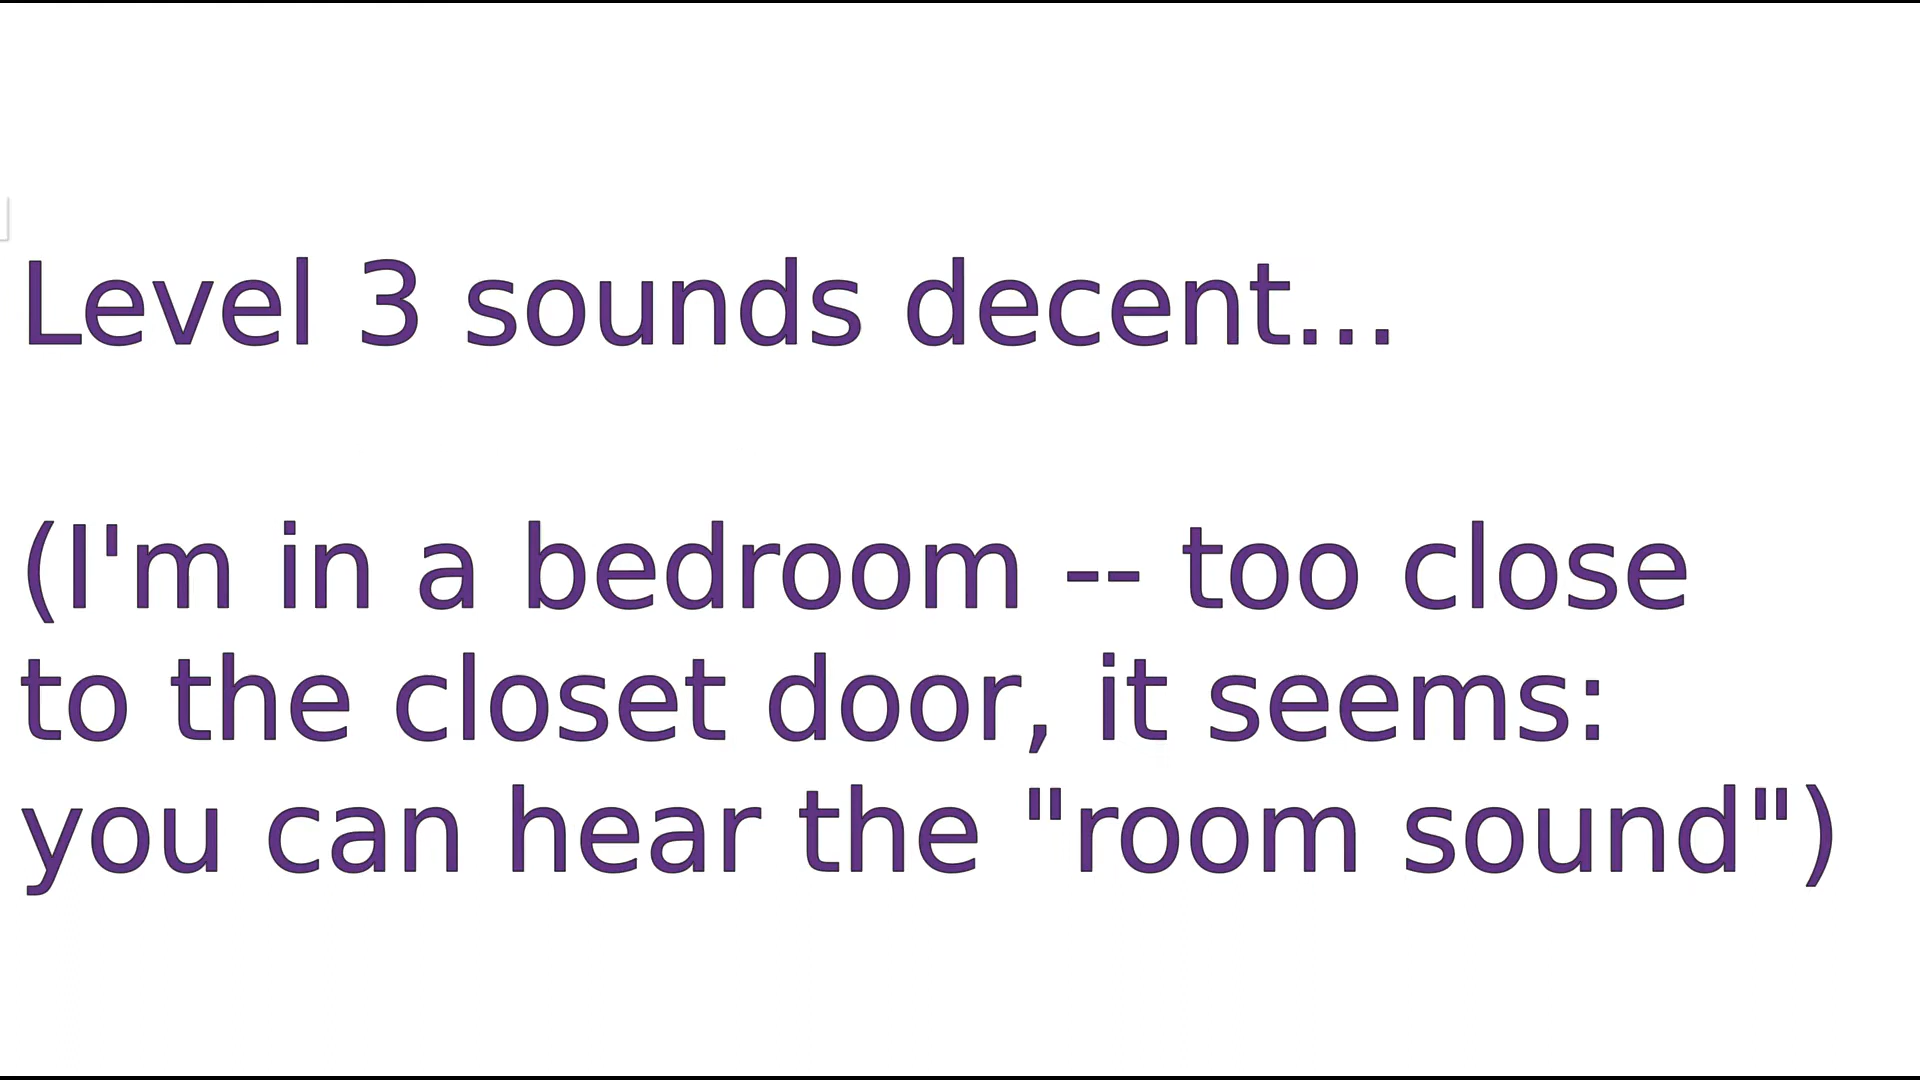 Level 3 sounds decent...
(I'm in a bedroom -- too close
to the closet door, it seems:
you can hear the "room sound")